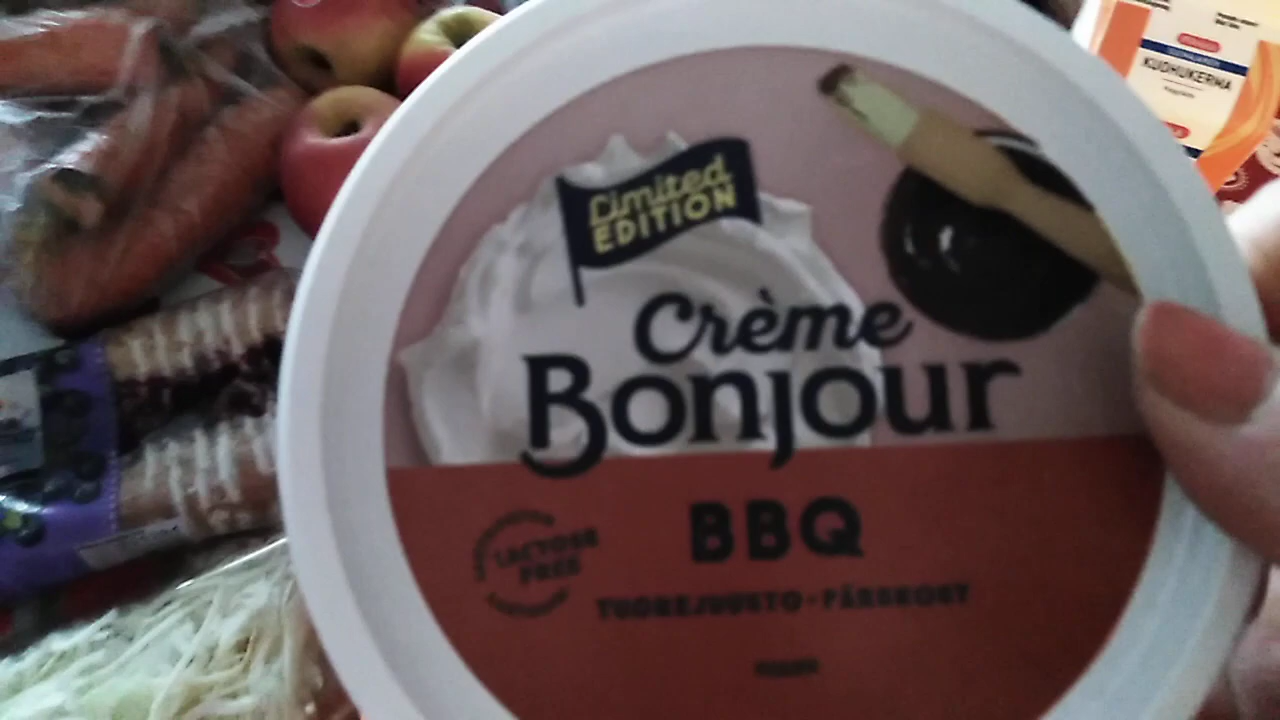 Limited
EDITION
Crème
Bonjour
BBQ
LACTOSE
FREE
TUOREJUUSTO • FÄRSKOST
KUOHUKERMA